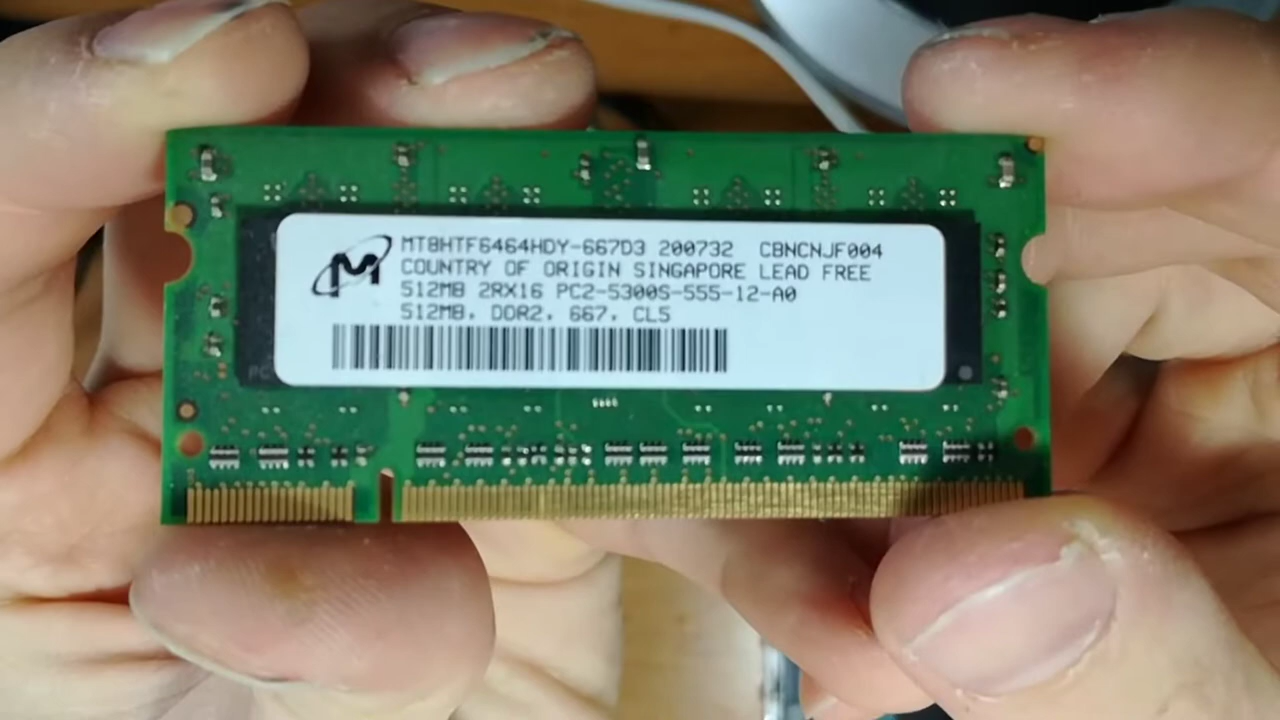 MT8HTF6464HDY-667D3 200732 CBNCNJF004
COUNTRY OF ORIGIN SINGAPORE LEAD FREE
512MB 2RX16 PC2-5300S-555-12-A0
512MB, DDR2, 667, CL5
PC